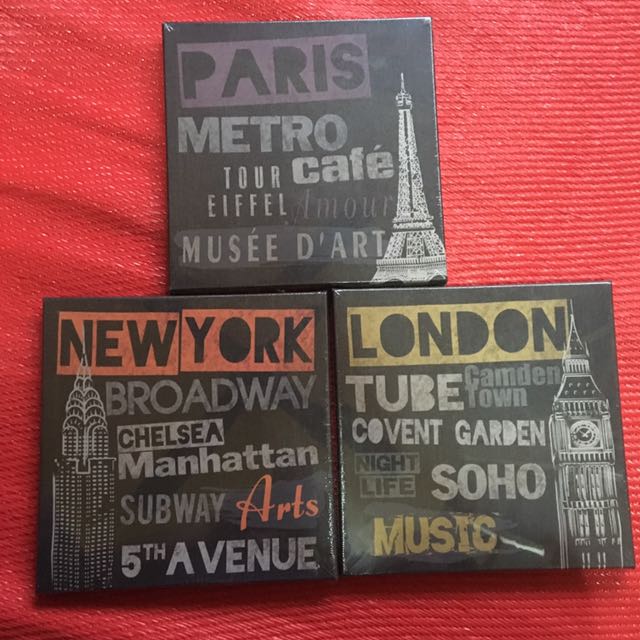 PARIS
METRO
TOUR café
EIFFEL Amour
MUSÉE D'ART
NEW YORK
BROADWAY
CHELSEA
Manhattan
SUBWAY Arts
5TH AVENUE
LONDON
TUBE Camden Town
COVENT GARDEN
NIGHT LIFE SOHO
MUSIC